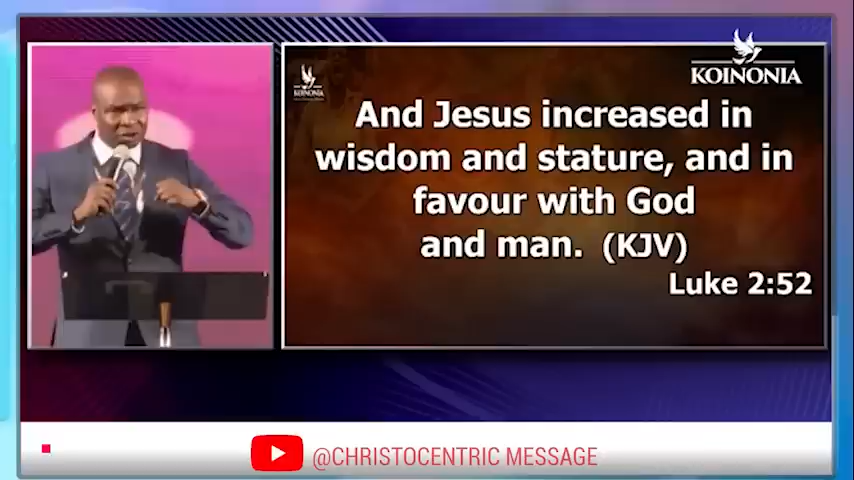 KOINONIA
KOINONIA
And Jesus increased in
wisdom and stature, and in
favour with God
and man. (KJV)
Luke 2:52
@CHRISTOCENTRIC MESSAGE